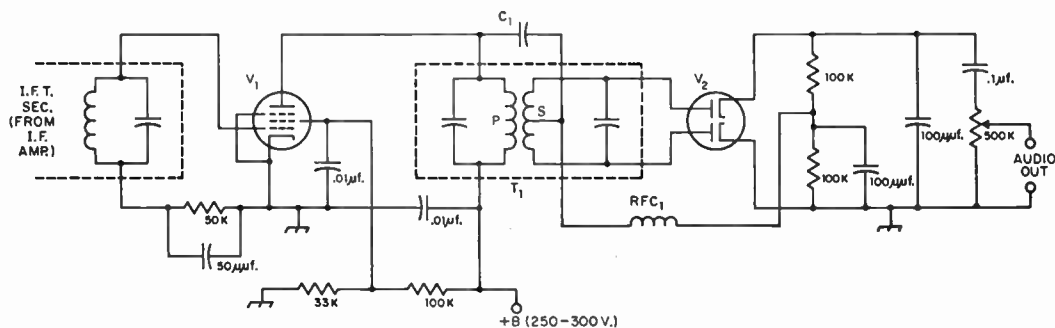 I.F.T.
SEC.
(FROM
I.F.
AMP.)
V1
C1
P
S
T1
V2
.01µf.
.01µf.
50K
50µµf.
33K
100K
+B (250-300V.)
RFC1
100K
100K
100µµf.
100µµf.
.1µf.
500K
AUDIO
OUT